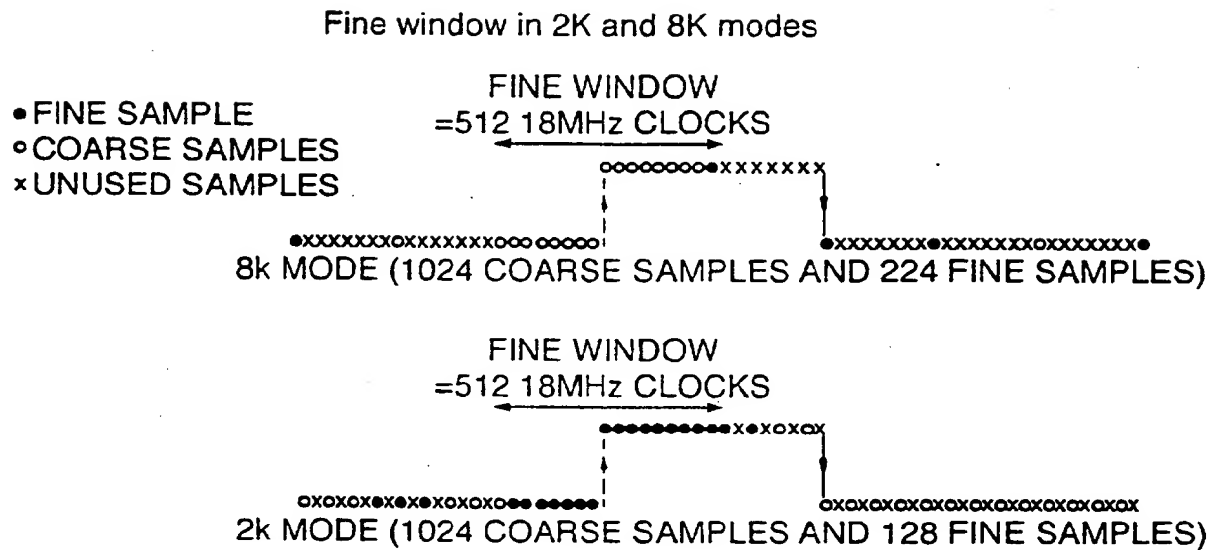 Fine window in 2K and 8K modes
FINE WINDOW
=512 18MHz CLOCKS
•FINE SAMPLE
∘COARSE SAMPLES
×UNUSED SAMPLES
8k MODE (1024 COARSE SAMPLES AND 224 FINE SAMPLES)
FINE WINDOW
=512 18MHz CLOCKS
2k MODE (1024 COARSE SAMPLES AND 128 FINE SAMPLES)